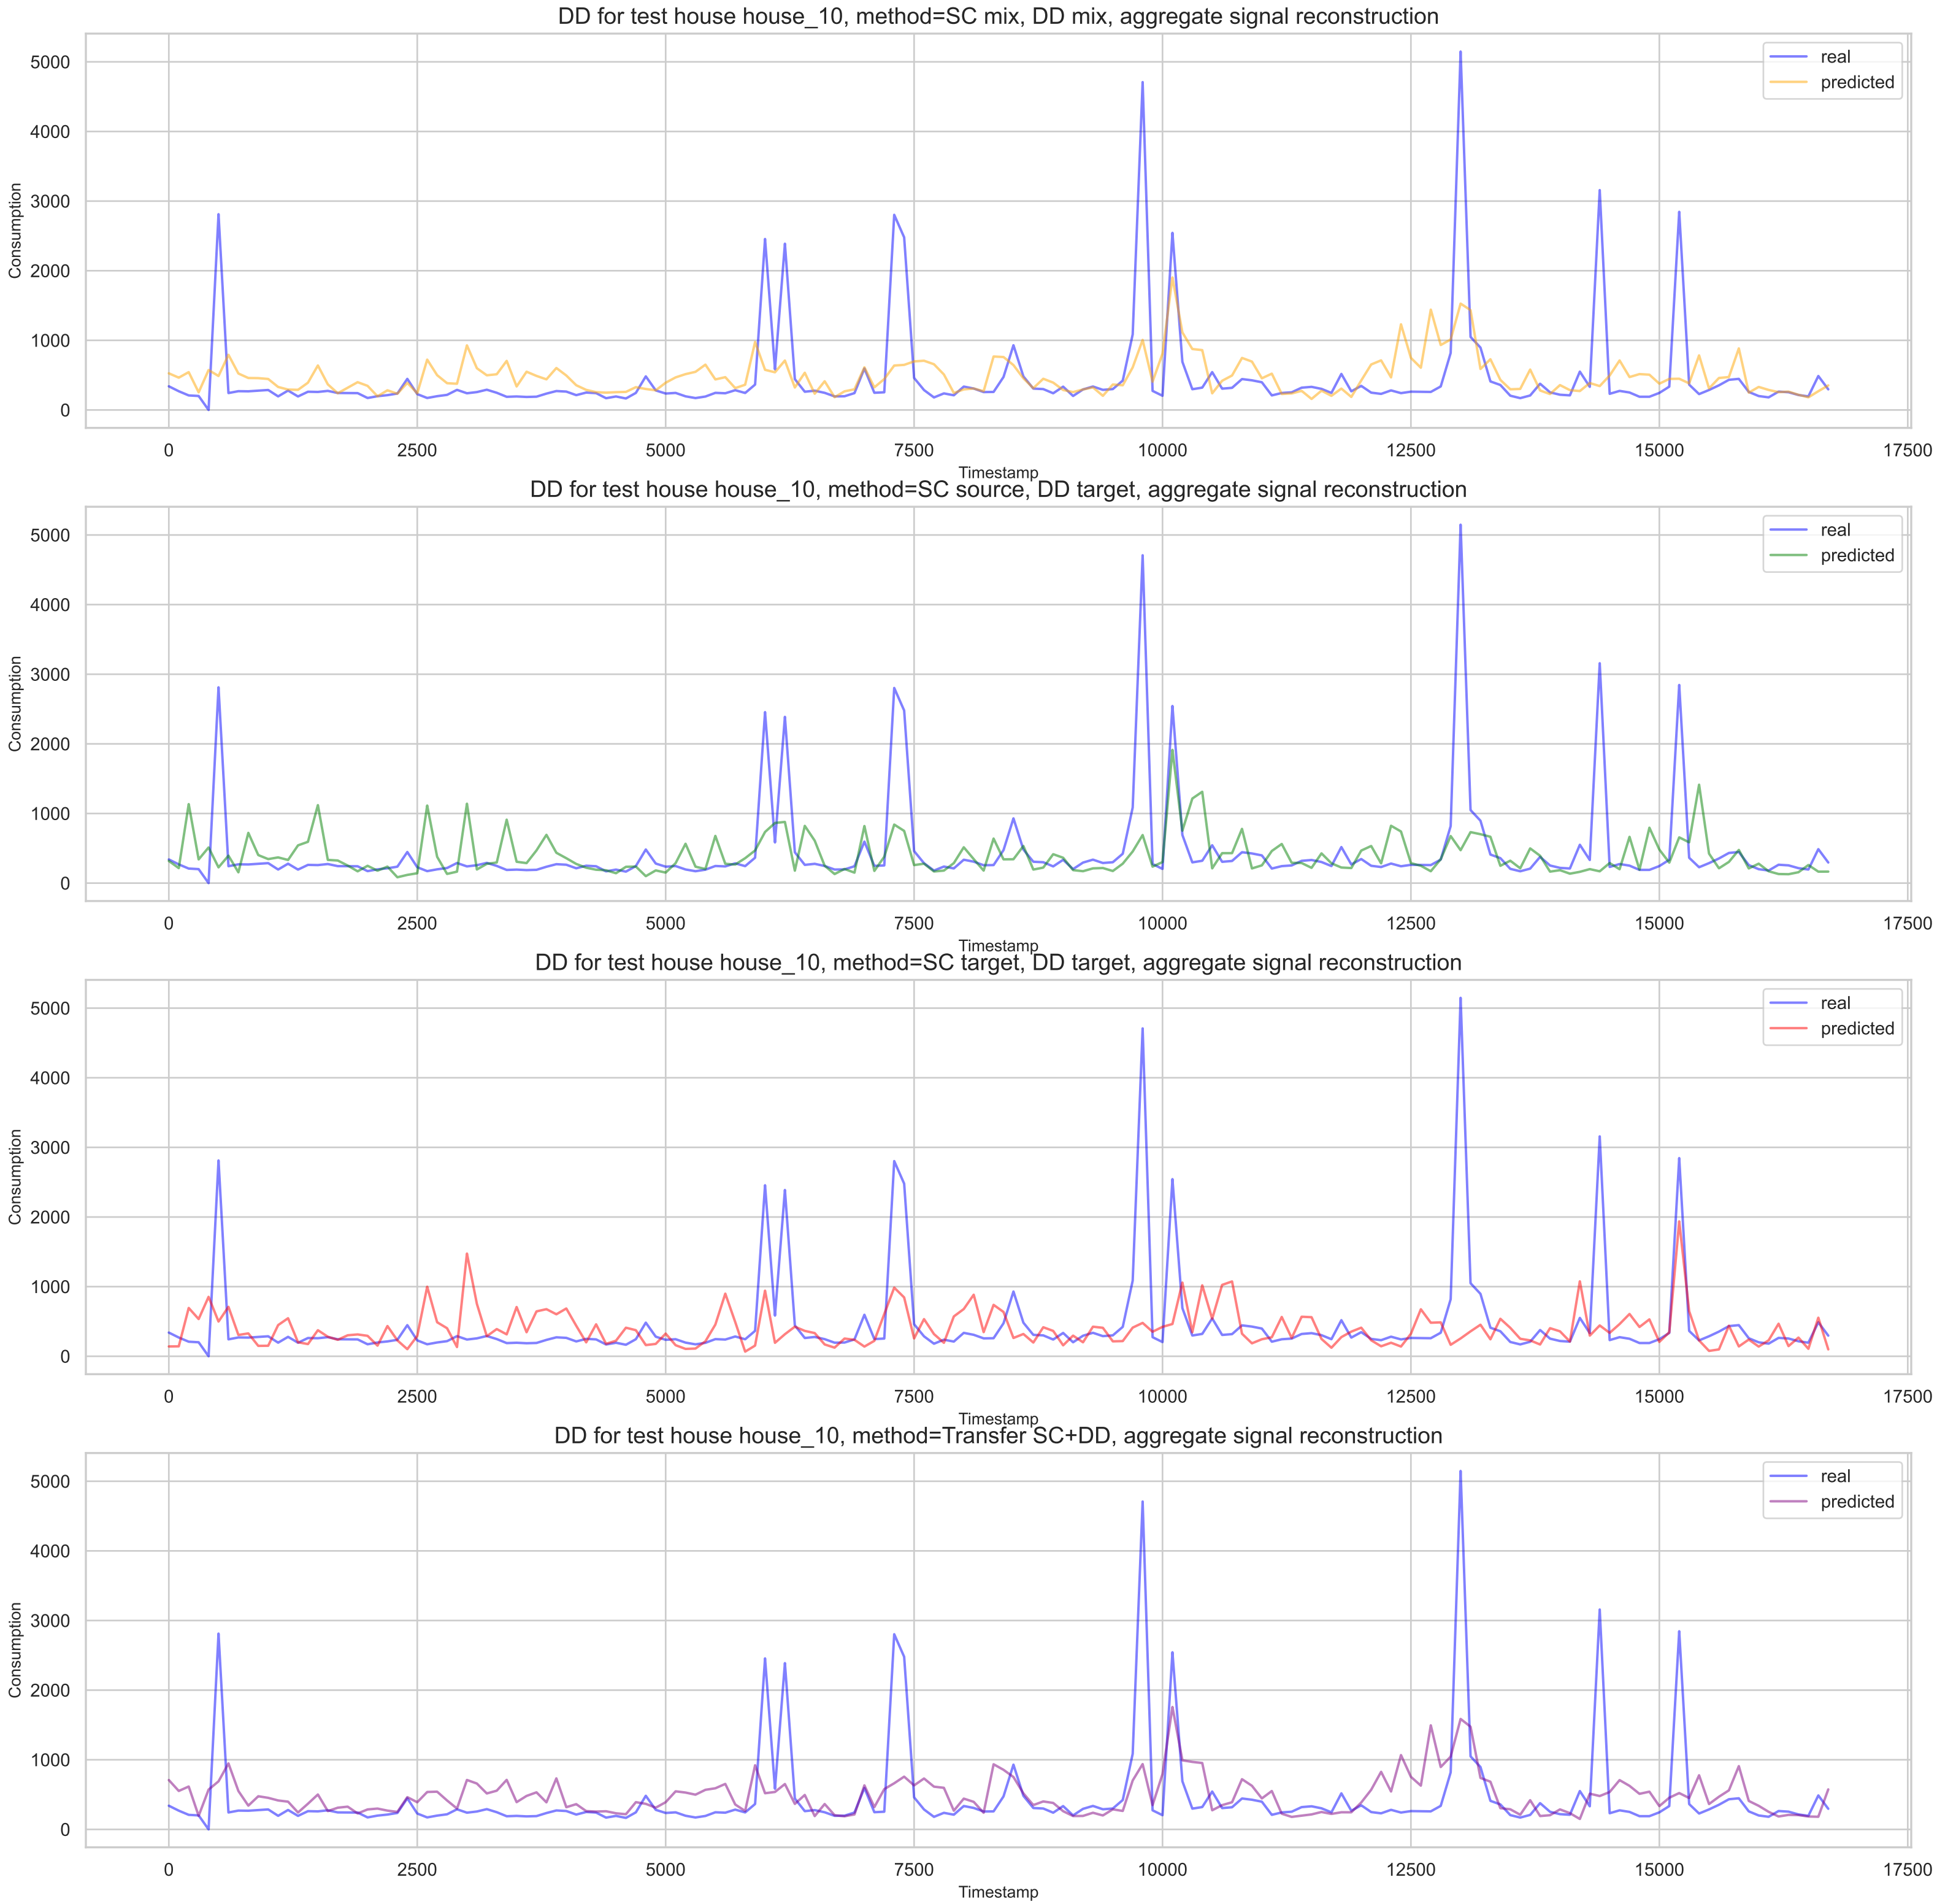 DD for test house house_10, method=SC mix, DD mix, aggregate signal reconstruction
real
predicted
5000
4000
3000
2000
1000
0
Consumption
0 2500 5000 7500 10000 12500 15000 17500
Timestamp
DD for test house house_10, method=SC source, DD target, aggregate signal reconstruction
real
predicted
5000
4000
3000
2000
1000
0
Consumption
0 2500 5000 7500 10000 12500 15000 17500
Timestamp
DD for test house house_10, method=SC target, DD target, aggregate signal reconstruction
real
predicted
5000
4000
3000
2000
1000
0
Consumption
0 2500 5000 7500 10000 12500 15000 17500
Timestamp
DD for test house house_10, method=Transfer SC+DD, aggregate signal reconstruction
real
predicted
5000
4000
3000
2000
1000
0
Consumption
0 2500 5000 7500 10000 12500 15000 17500
Timestamp